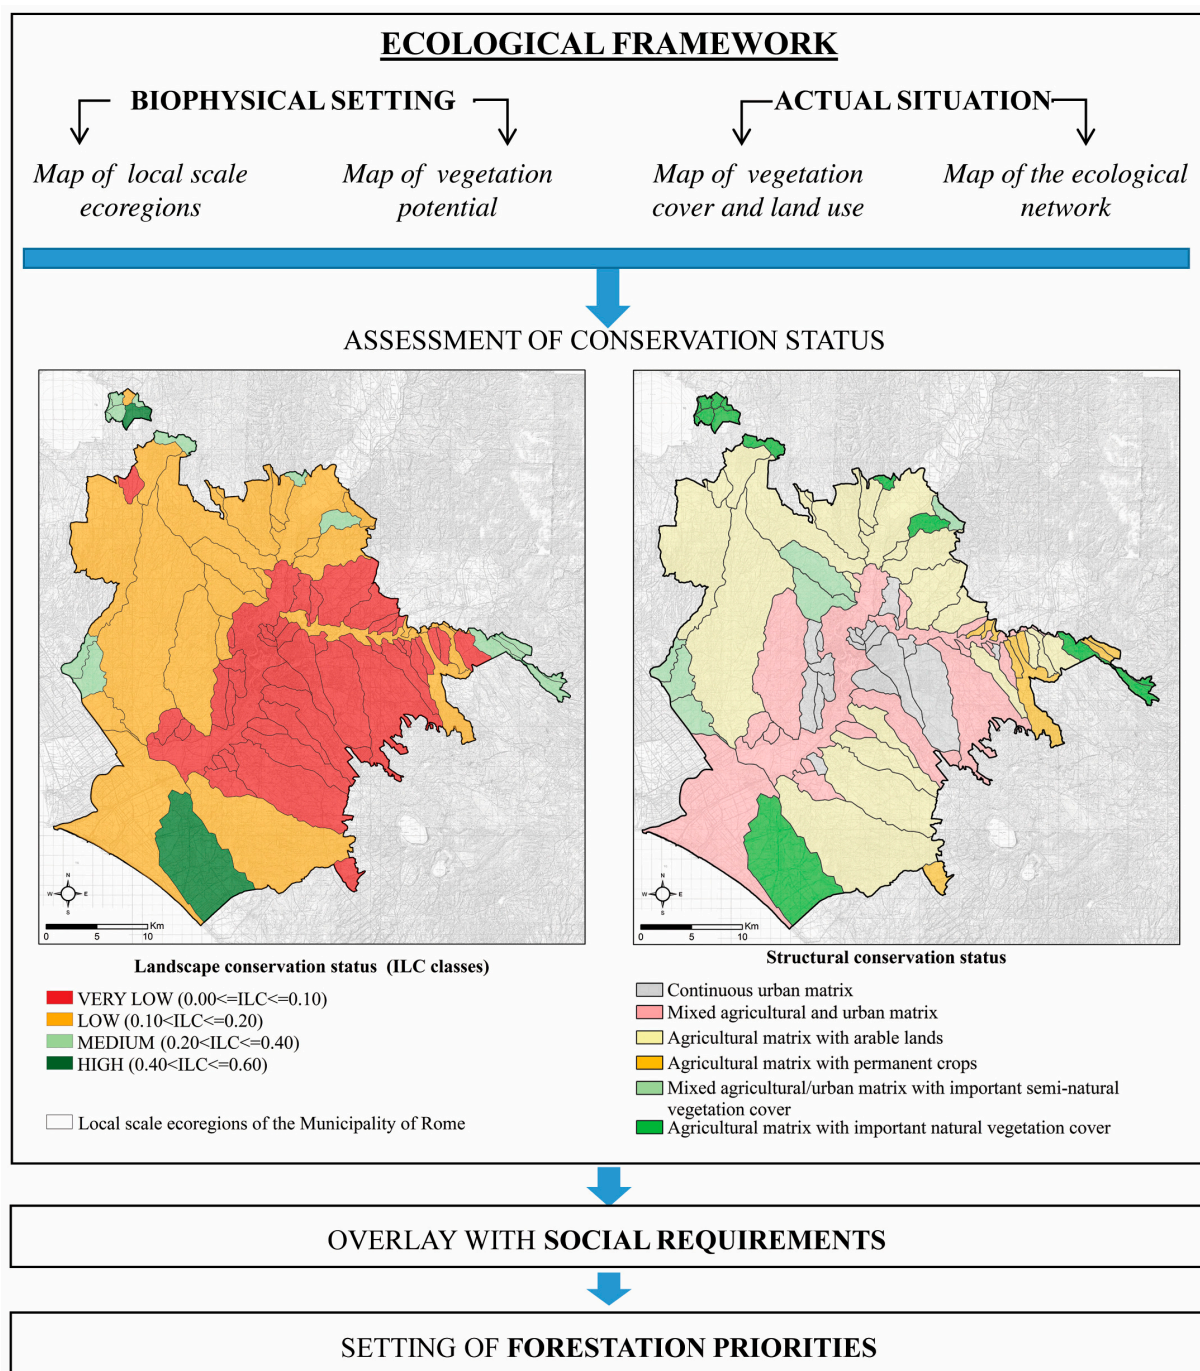 ECOLOGICAL FRAMEWORK
BIOPHYSICAL SETTING
ACTUAL SITUATION
Map of local scale
ecoregions
Map of vegetation
potential
Map of vegetation
cover and land use
Map of the ecological
network
ASSESSMENT OF CONSERVATION STATUS
N
W E
S
Km
0 5 10
N
W E
S
Km
0 5 10
Landscape conservation status (ILC classes)
VERY LOW (0.00<=ILC<=0.10)
LOW (0.10<ILC<=0.20)
MEDIUM (0.20<ILC<=0.40)
HIGH (0.40<ILC<=0.60)
Local scale ecoregions of the Municipality of Rome
Structural conservation status
Continuous urban matrix
Mixed agricultural and urban matrix
Agricultural matrix with arable lands
Agricultural matrix with permanent crops
Mixed agricultural/urban matrix with important semi-natural
vegetation cover
Agricultural matrix with important natural vegetation cover
OVERLAY WITH SOCIAL REQUIREMENTS
SETTING OF FORESTATION PRIORITIES